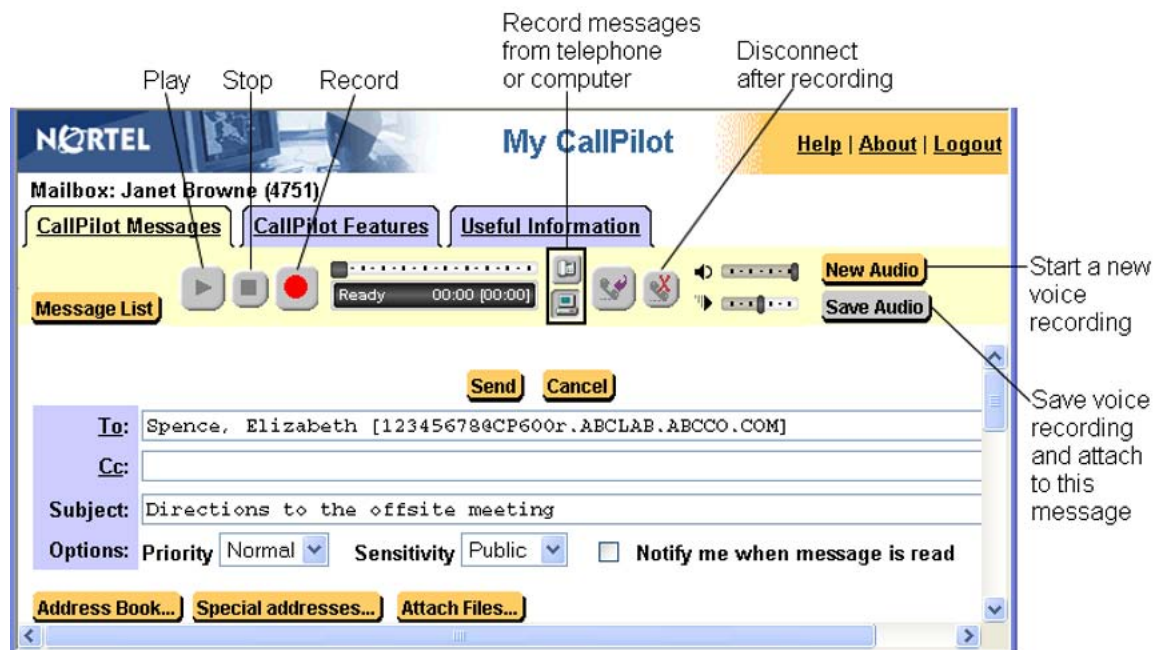 Record messages
from telephone
or computer
Disconnect
after recording
Play
Stop
Record
NORTEL
My CallPilot
Help | About | Logout
Mailbox: Janet Browne (4751)
CallPilot Messages
CallPilot Features
Useful Information
Message List
Ready 00:00 [00:00]
New Audio
Save Audio
Start a new
voice
recording
Save voice
recording
and attach
to this
message
Send
Cancel
To: Spence, Elizabeth [12345678@CP600r.ABCLAB.ABCCO.COM]
Cc:
Subject: Directions to the offsite meeting
Options: Priority Normal Sensitivity Public Notify me when message is read
Address Book...
Special addresses...
Attach Files...